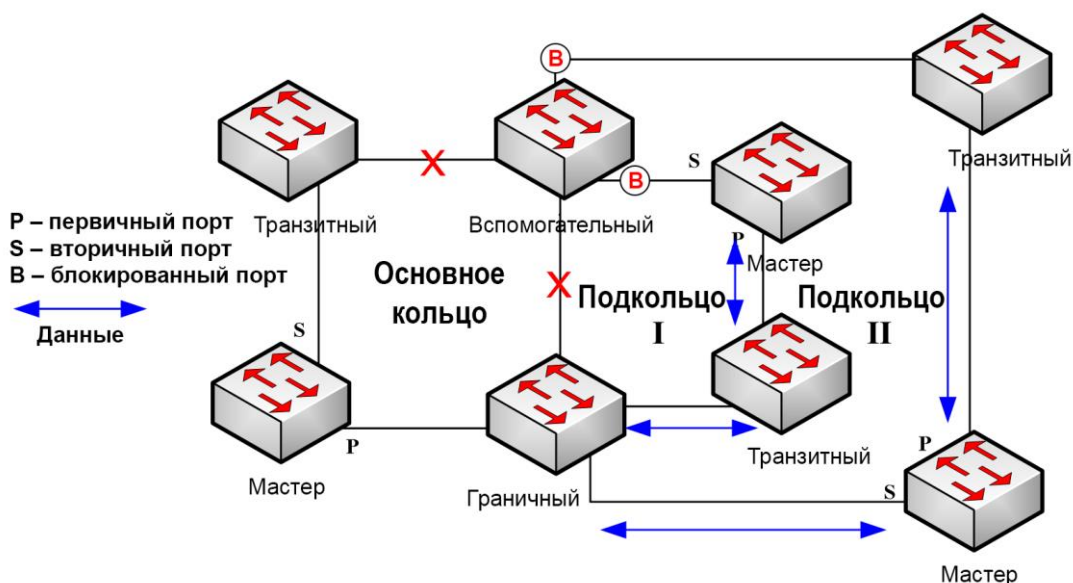 B
Транзитный
S
B
Транзитный
Вспомогательный
P
Мастер
P – первичный порт
S – вторичный порт
B – блокированный порт
Данные
X
X
Основное
кольцо
Подкольцо
I
Подкольцо
II
S
P
Мастер
Граничный
Транзитный
P
S
Мастер